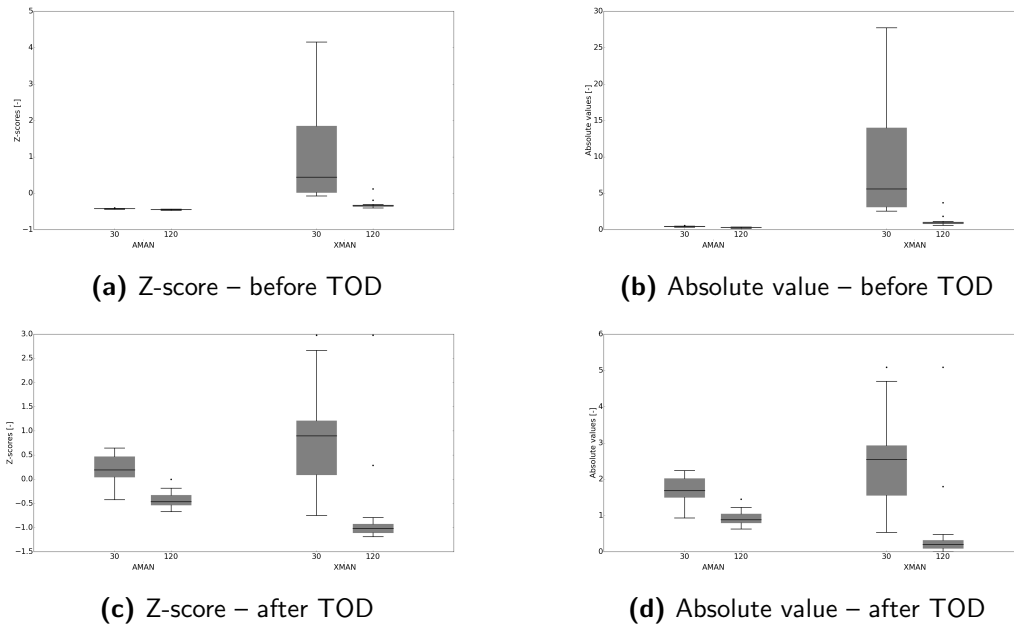 5
4
3
2
1
0
−1
Z-scores [-]
30
120
30
120
AMAN
XMAN
(a) Z-score – before TOD
30
25
20
15
10
5
0
Absolute values [-]
30
120
30
120
AMAN
XMAN
(b) Absolute value – before TOD
3.0
2.5
2.0
1.5
1.0
0.5
0.0
−0.5
−1.0
−1.5
Z-scores [-]
30
120
30
120
AMAN
XMAN
(c) Z-score – after TOD
6
5
4
3
2
1
0
Absolute values [-]
30
120
30
120
AMAN
XMAN
(d) Absolute value – after TOD